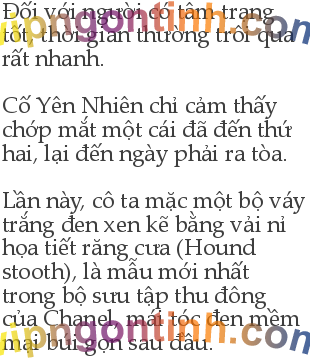 Đối với người có tâm trạng
tốt, thời gian thường trôi qua
rất nhanh.
Cố Yên Nhiên chỉ cảm thấy
chớp mắt một cái đã đến thứ
hai, lại đến ngày phải ra tòa.
Lần này, cô ta mặc một bộ váy
trắng đen xen kẽ bằng vải nỉ
họa tiết răng cưa (Hound
stooth), là mẫu mới nhất
trong bộ sưu tập thu đông
của Chanel, mái tóc đen mềm
mại búi gọn sau đầu.
vipngontinh.com
vipngontinh.com